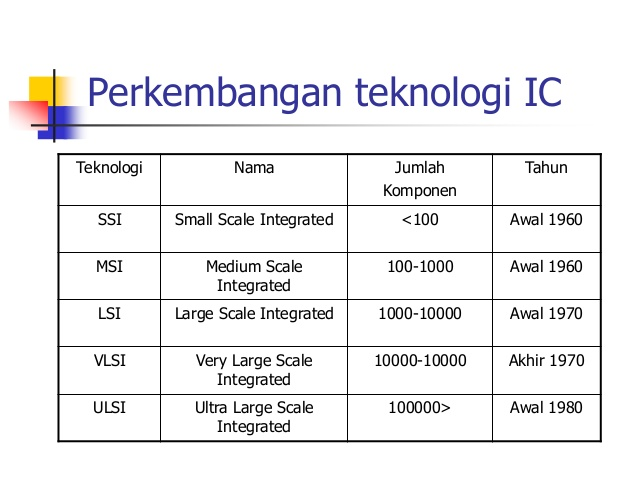 Perkembangan teknologi IC
Teknologi Nama Jumlah Komponen Tahun
SSI Small Scale Integrated <100 Awal 1960
MSI Medium Scale Integrated 100-1000 Awal 1960
LSI Large Scale Integrated 1000-10000 Awal 1970
VLSI Very Large Scale Integrated 10000-10000 Akhir 1970
ULSI Ultra Large Scale Integrated 100000> Awal 1980